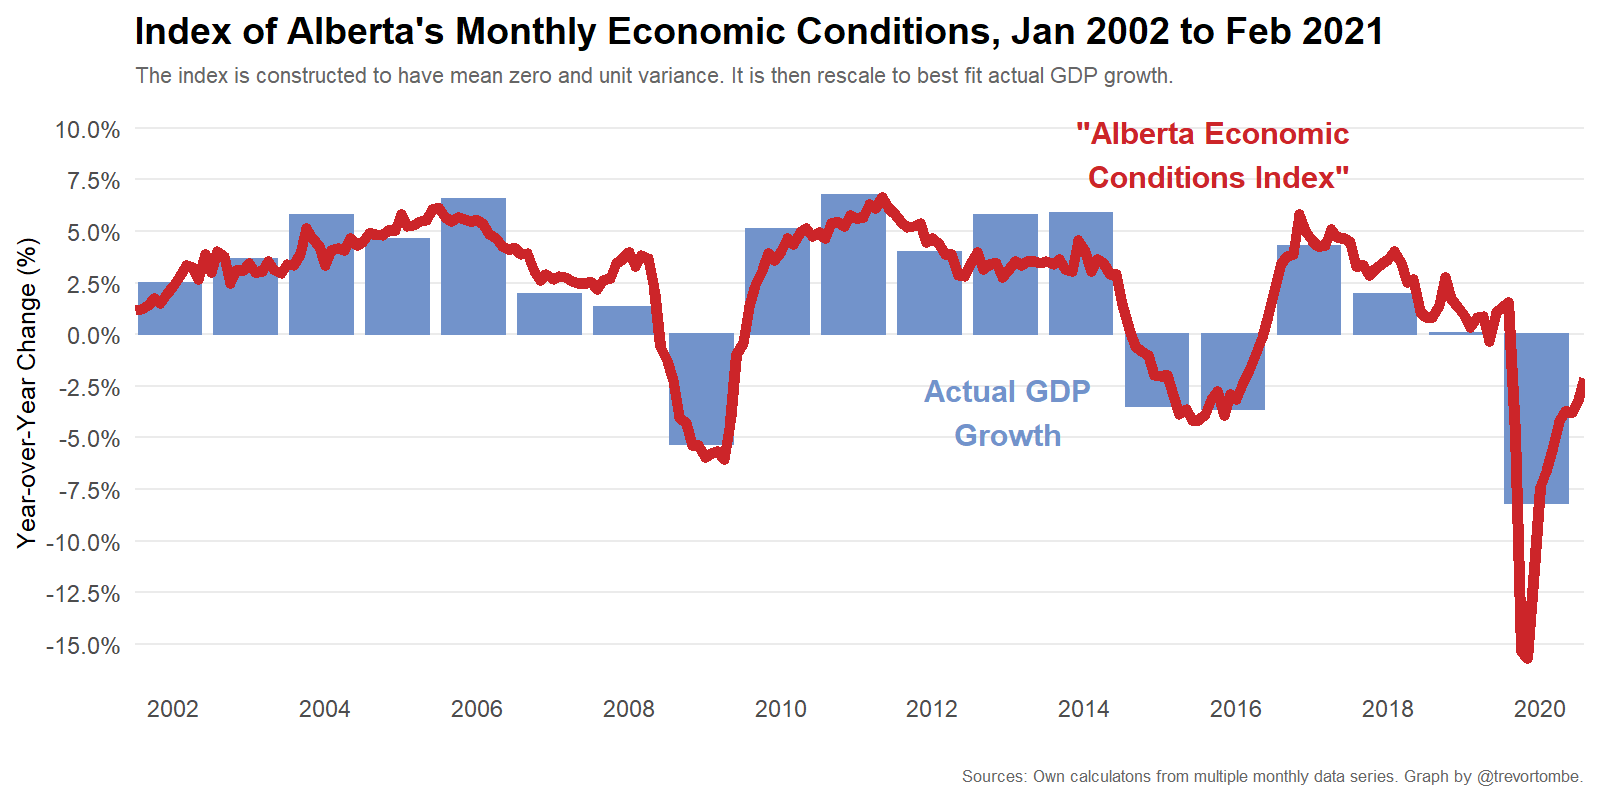 Index of Alberta's Monthly Economic Conditions, Jan 2002 to Feb 2021
The index is constructed to have mean zero and unit variance. It is then rescale to best fit actual GDP growth.
Year-over-Year Change (%)
10.0%
7.5%
5.0%
2.5%
0.0%
-2.5%
-5.0%
-7.5%
-10.0%
-12.5%
-15.0%
"Alberta Economic
Conditions Index"
Actual GDP
Growth
2002 2004 2006 2008 2010 2012 2014 2016 2018 2020
Sources: Own calculatons from multiple monthly data series. Graph by @trevortombe.